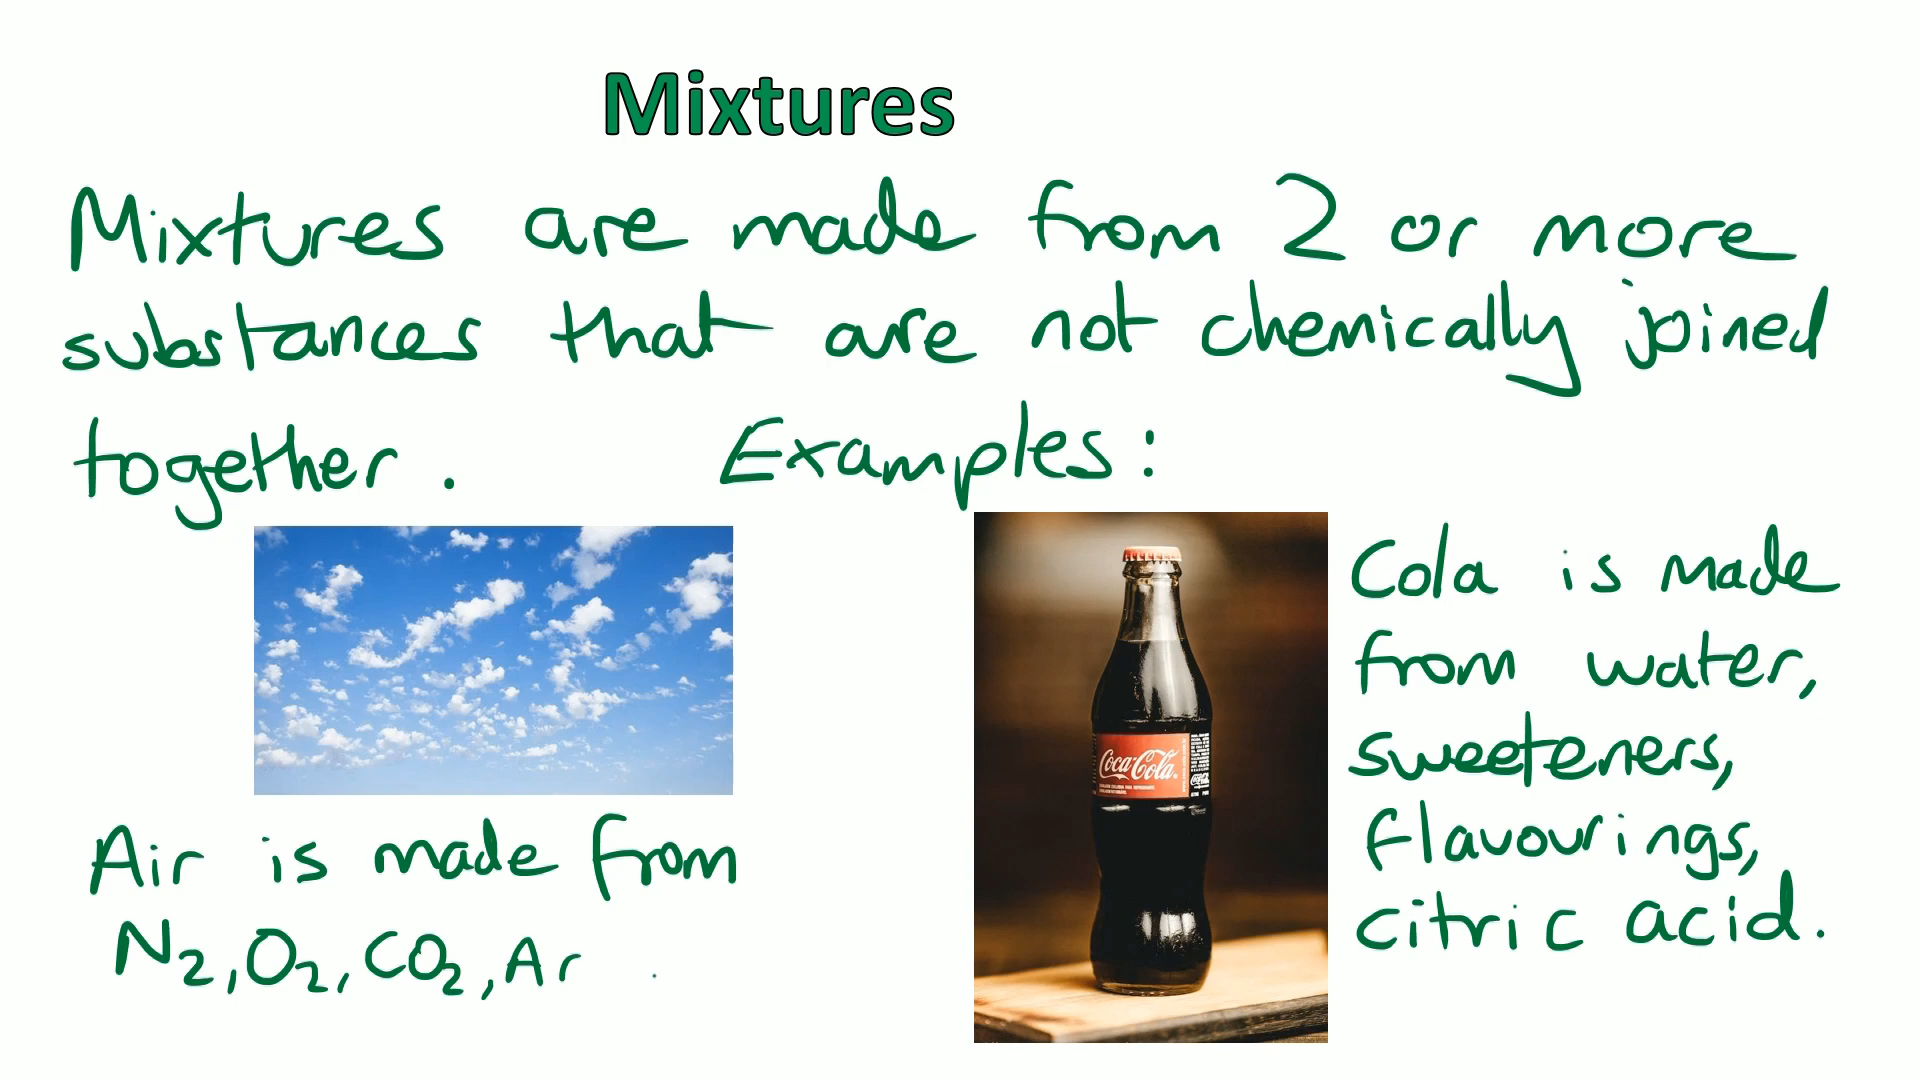 Mixtures
Mixtures are made from 2 or more
substances that are not chemically joined
together. Examples:
Coca-Cola
Air is made from
N₂, O₂, CO₂, Ar
Cola is made
from water,
sweeteners,
flavourings,
citric acid.